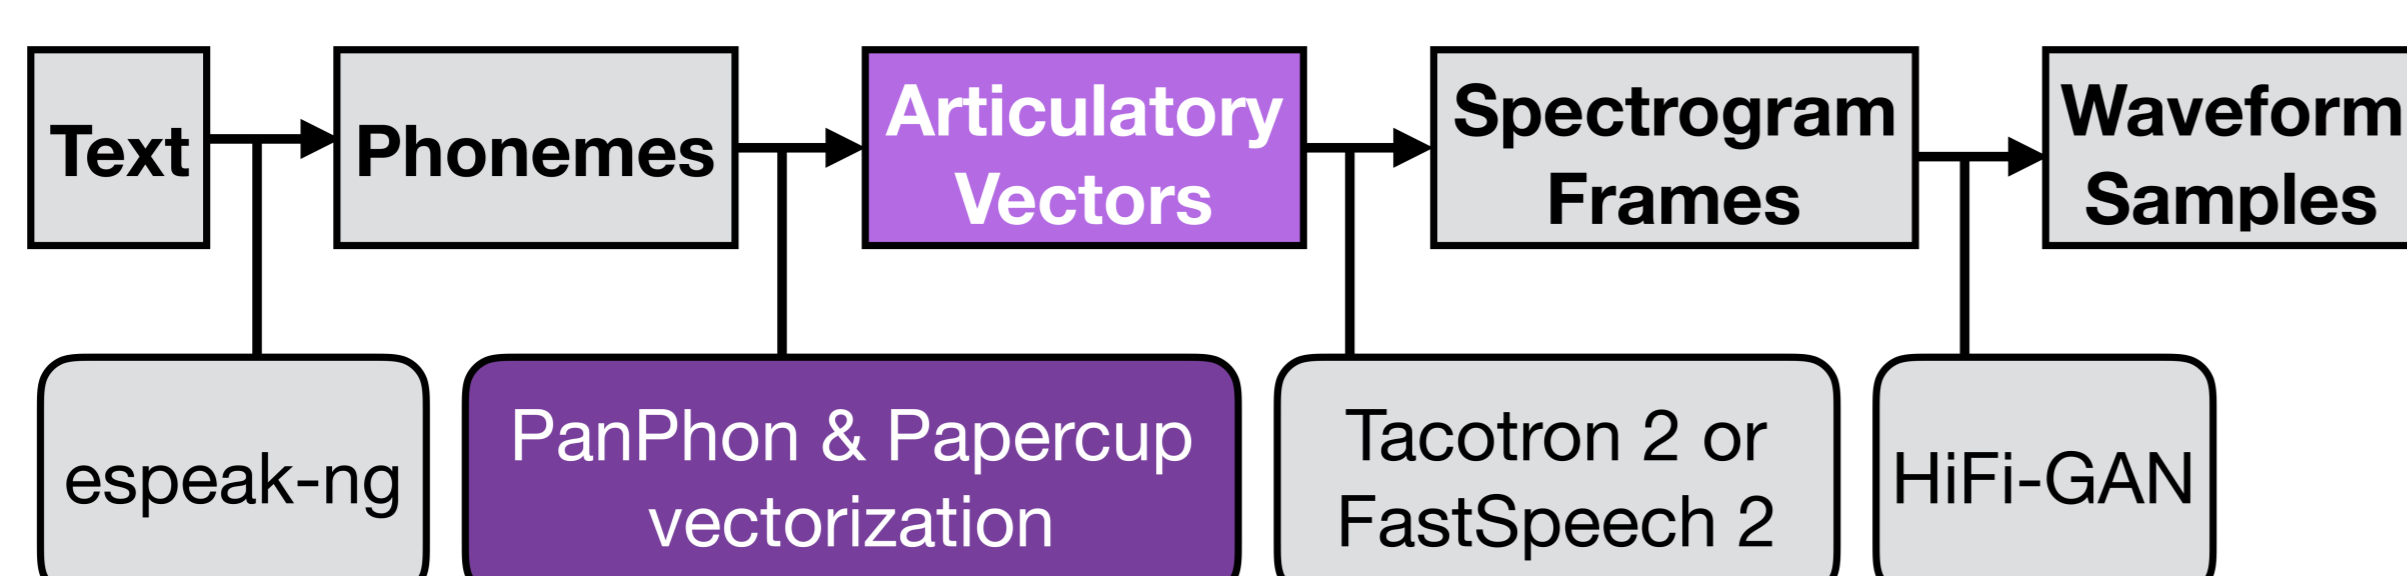 Text
Phonemes
Articulatory
Vectors
Spectrogram
Frames
Waveform
Samples
espeak-ng
PanPhon & Papercup
vectorization
Tacotron 2 or
FastSpeech 2
HiFi-GAN